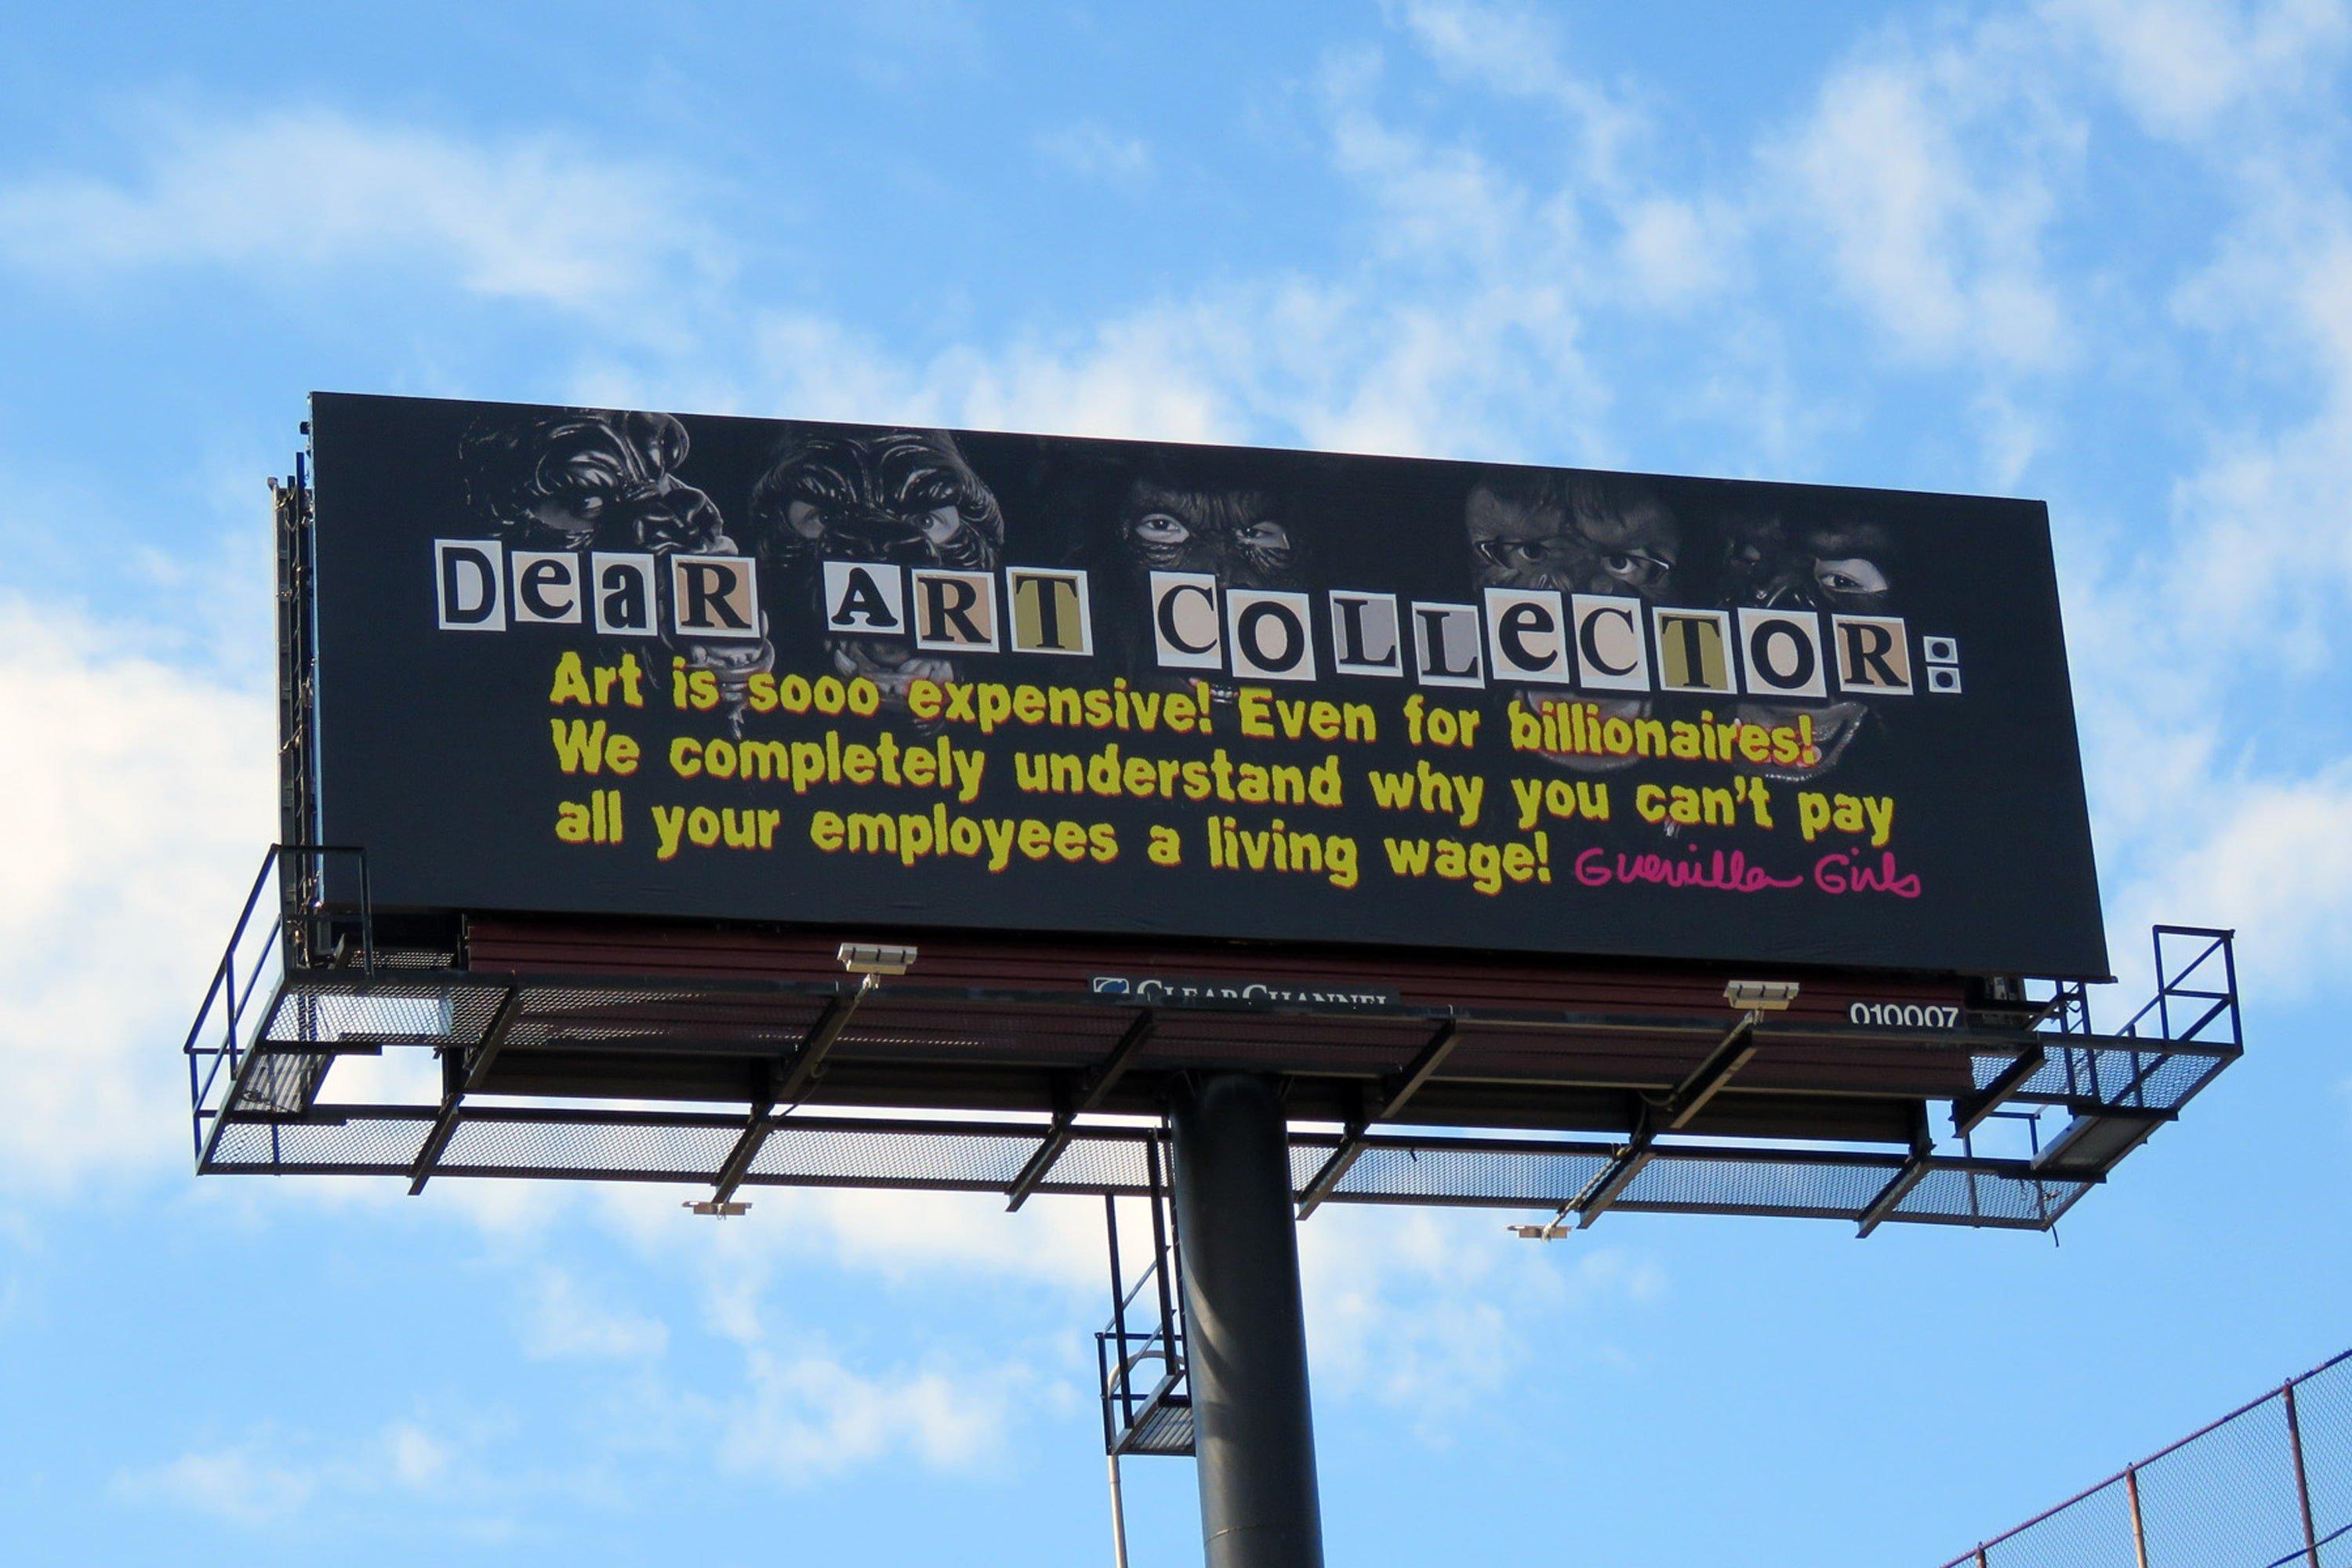 DeaR ART COLLeCTOR:
Art is sooo expensive! Even for billionaires!
We completely understand why you can't pay
all your employees a living wage! Guerrilla Girls
CLEARCHANNEL
010007